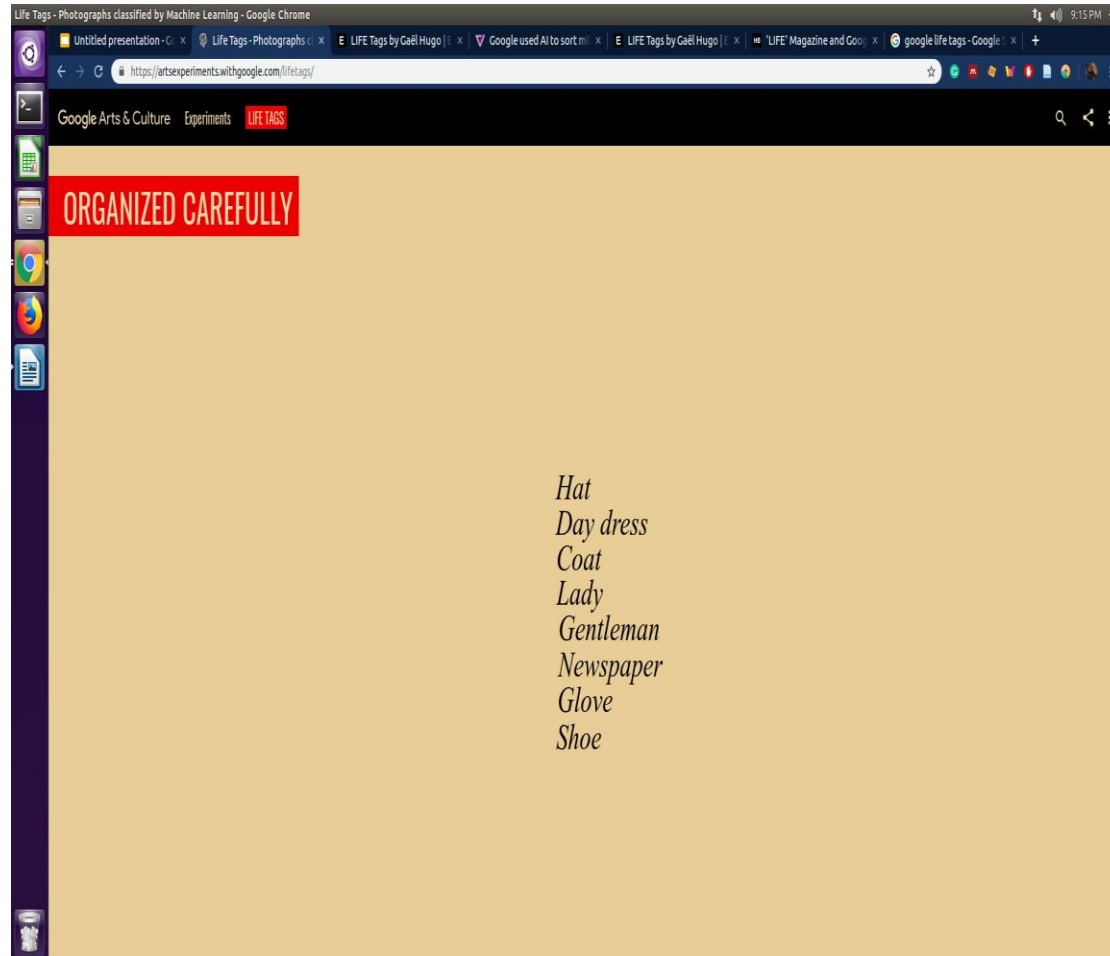 Life Tags - Photographs classified by Machine Learning - Google Chrome
9:15 PM
Untitled presentation - G
Life Tags - Photographs cl
E LIFE Tags by Gaël Hugo | E
Google used AI to sort mil
E LIFE Tags by Gaël Hugo | E
'LIFE' Magazine and Goog
google life tags - Google S
https://artsexperiments.withgoogle.com/lifetags/
Google Arts & Culture Experiments LIFE TAGS
ORGANIZED CAREFULLY
Hat
Day dress
Coat
Lady
Gentleman
Newspaper
Glove
Shoe